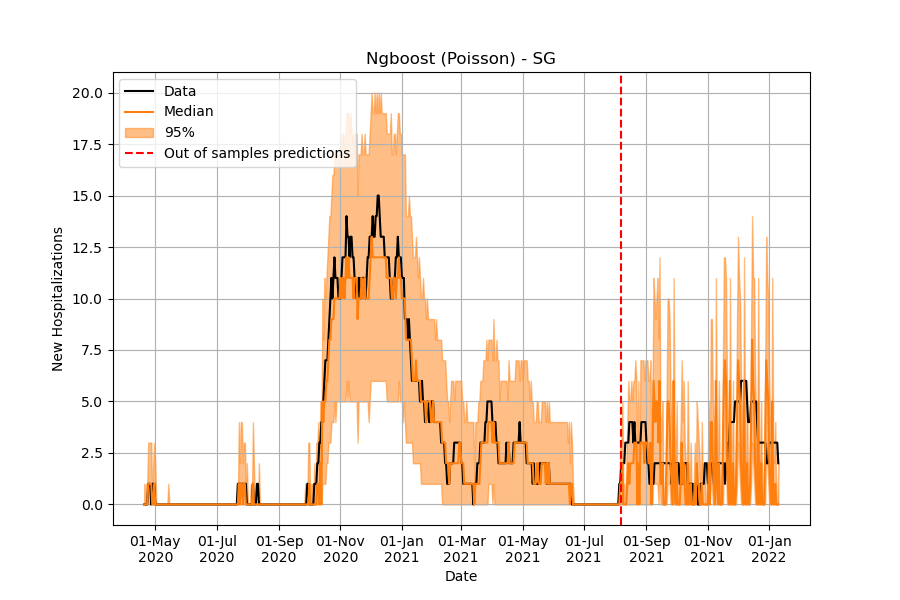 Ngboost (Poisson) - SG
Data
Median
95%
Out of samples predictions
New Hospitalizations
20.0
17.5
15.0
12.5
10.0
7.5
5.0
2.5
0.0
01-May 01-Jul 01-Sep 01-Nov 01-Jan 01-Mar 01-May 01-Jul 01-Sep 01-Nov 01-Jan
2020 2020 2020 2020 2021 2021 2021 2021 2021 2021 2022
Date